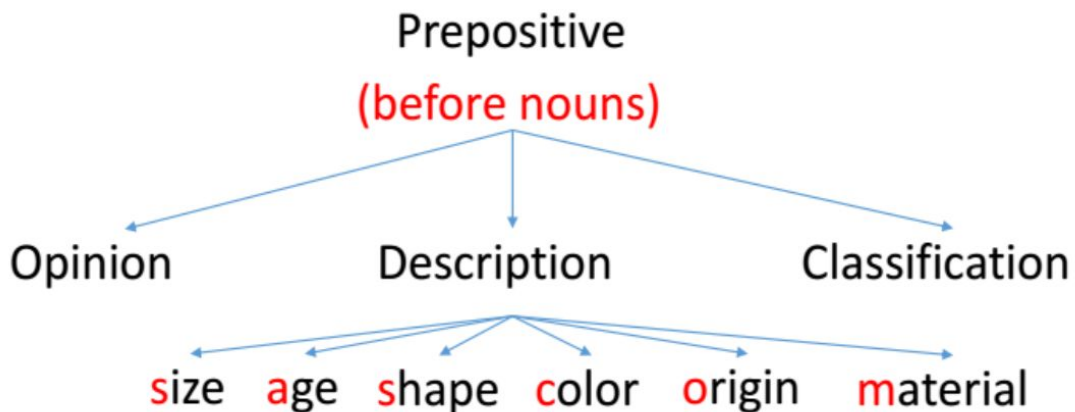 Prepositive
(before nouns)
Opinion Description Classification
size age shape color origin material